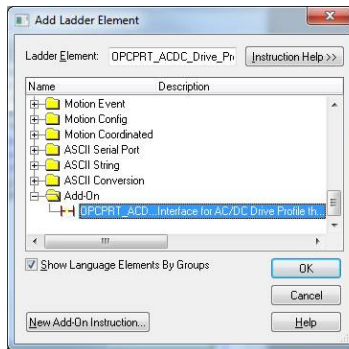 Add Ladder Element
Ladder Element: OPCPRT_ACDC_Drive_Pr Instruction Help >>
Name Description
Motion Event
Motion Config
Motion Coordinated
ASCII Serial Port
ASCII String
ASCII Conversion
Add-On
OPCPRT_ACD...Interface for AC/DC Drive Profile th...
Show Language Elements By Groups
OK
Cancel
New Add-On Instruction... Help